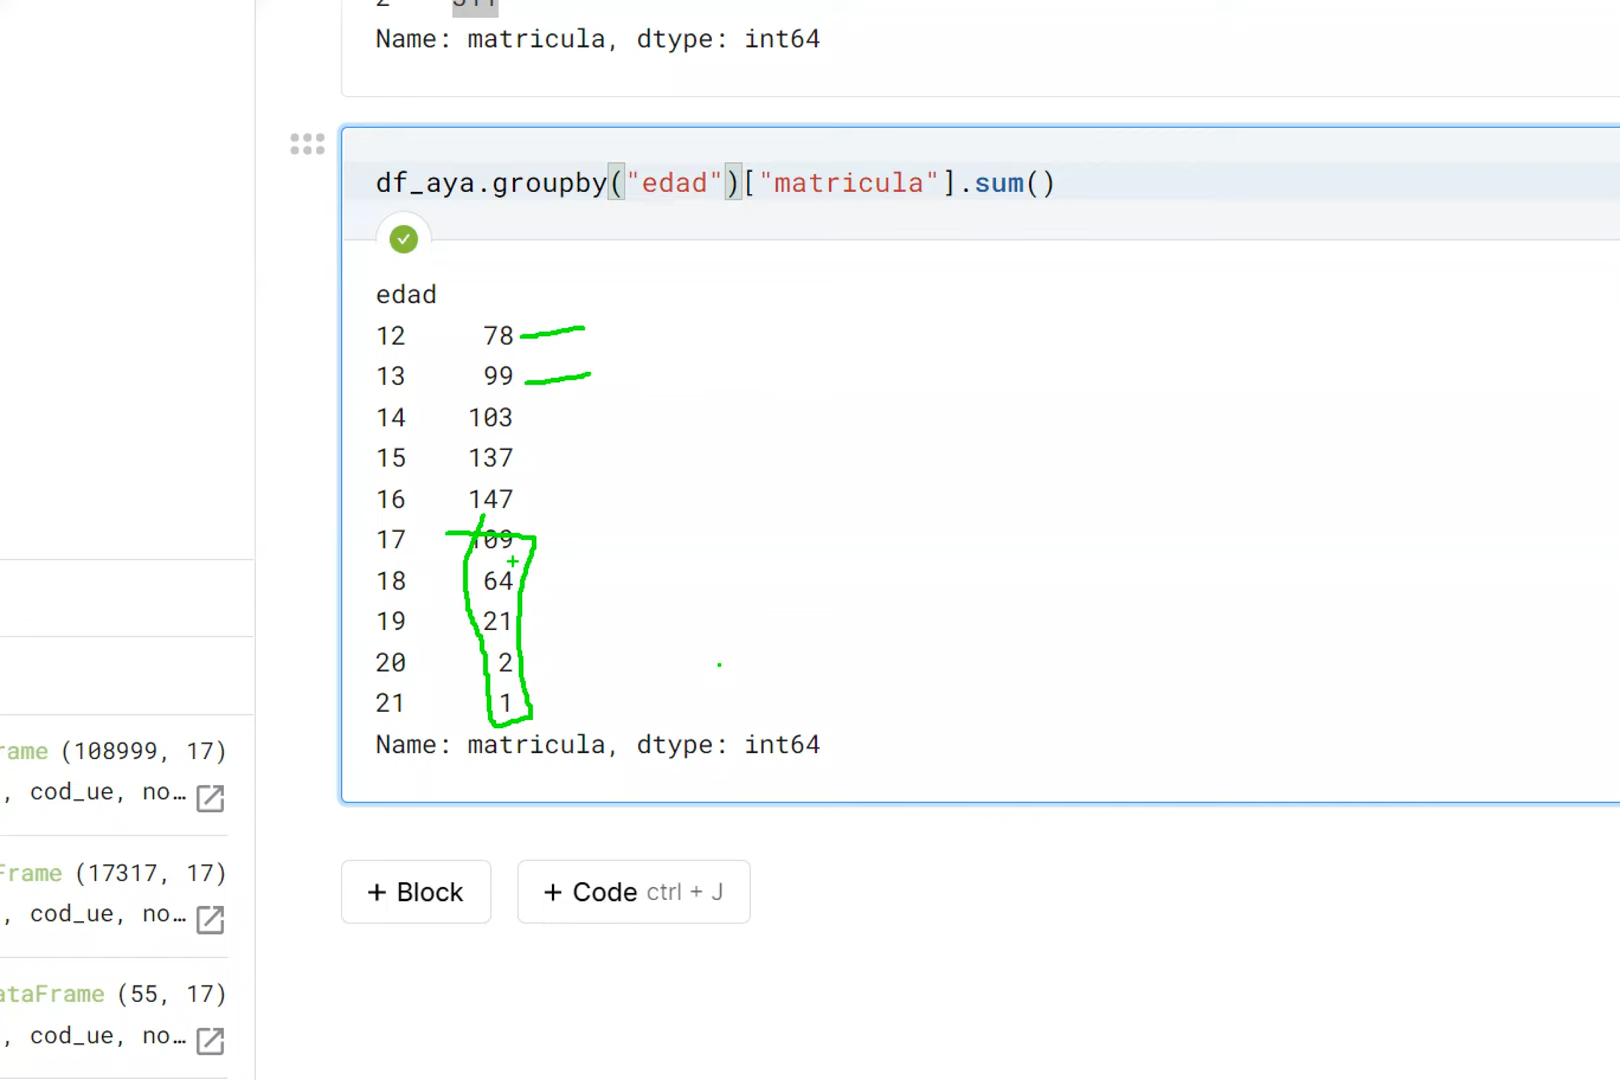 Name: matricula, dtype: int64
df_aya.groupby("edad")["matricula"].sum()
edad
12 78
13 99
14 103
15 137
16 147
17 109
18 64
19 21
20 2
21 1
Name: matricula, dtype: int64
rame (108999, 17)
, cod_ue, no…
Frame (17317, 17)
, cod_ue, no…
ataFrame (55, 17)
, cod_ue, no…
+ Block
+ Code ctrl + J